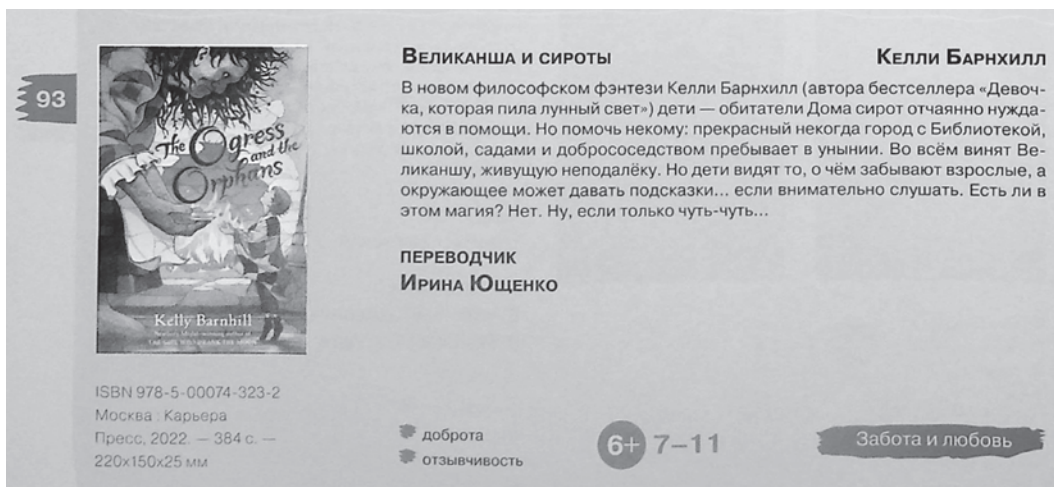 93
The Ogress
and the
Orphans
Kelly Barnhill
ISBN 978-5-00074-323-2
Москва : Карьера
Пресс, 2022. — 384 с. —
220х150х25 мм
Великанша и сироты
Келли Барнхилл
В новом философском фэнтези Келли Барнхилл (автора бестселлера «Девоч-
ка, которая пила лунный свет») дети — обитатели Дома сирот отчаянно нужда-
ются в помощи. Но помочь некому: прекрасный некогда город с Библиотекой,
школой, садами и добрососедством пребывает в унынии. Во всём винят Ве-
ликаншу, живущую неподалёку. Но дети видят то, о чём забывают взрослые, а
окружающее может давать подсказки... если внимательно слушать. Есть ли в
этом магия? Нет. Ну, если только чуть-чуть...
переводчик
Ирина Ющенко
доброта
отзывчивость
6+ 7–11
Забота и любовь